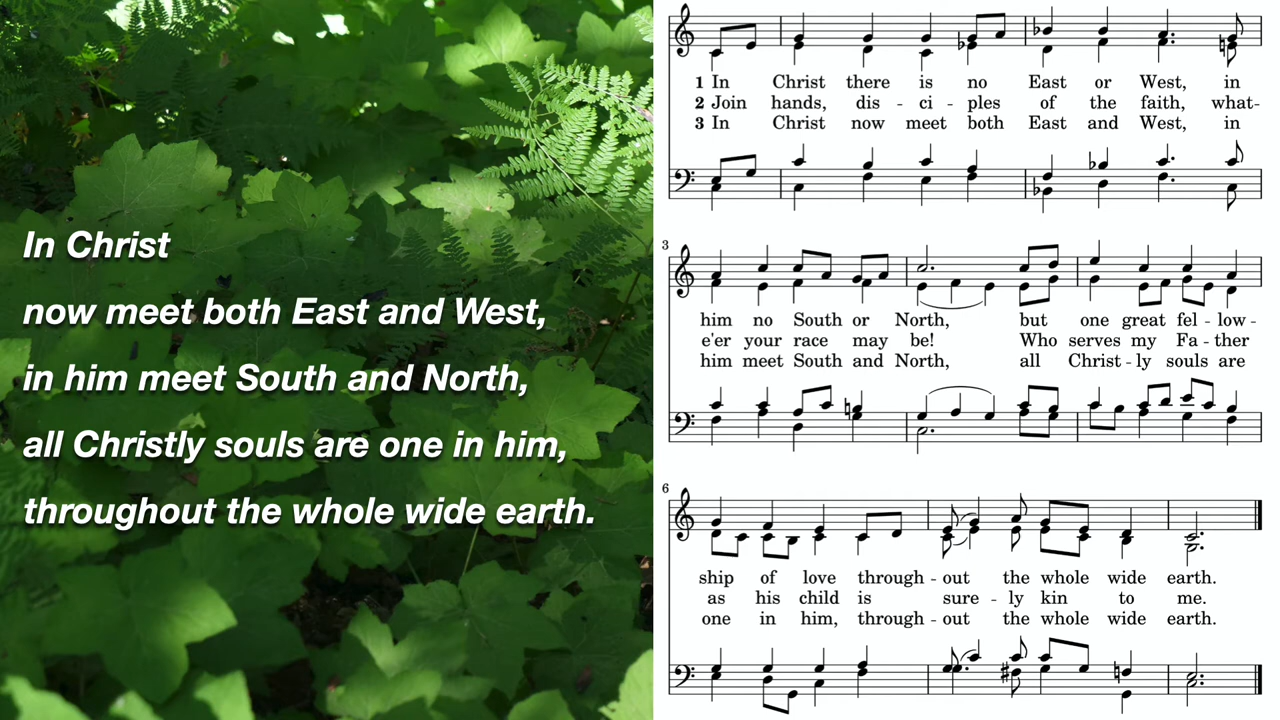 In Christ
now meet both East and West,
in him meet South and North,
all Christly souls are one in him,
throughout the whole wide earth.
1 In Christ there is no East or West, in
2 Join hands, dis - ci - ples of the faith, what-
3 In Christ now meet both East and West, in
3
him no South or North, but one great fel - low -
e'er your race may be! Who serves my Fa - ther
him meet South and North, all Christ - ly souls are
6
ship of love through - out the whole wide earth.
as his child is sure - ly kin to me.
one in him, through - out the whole wide earth.